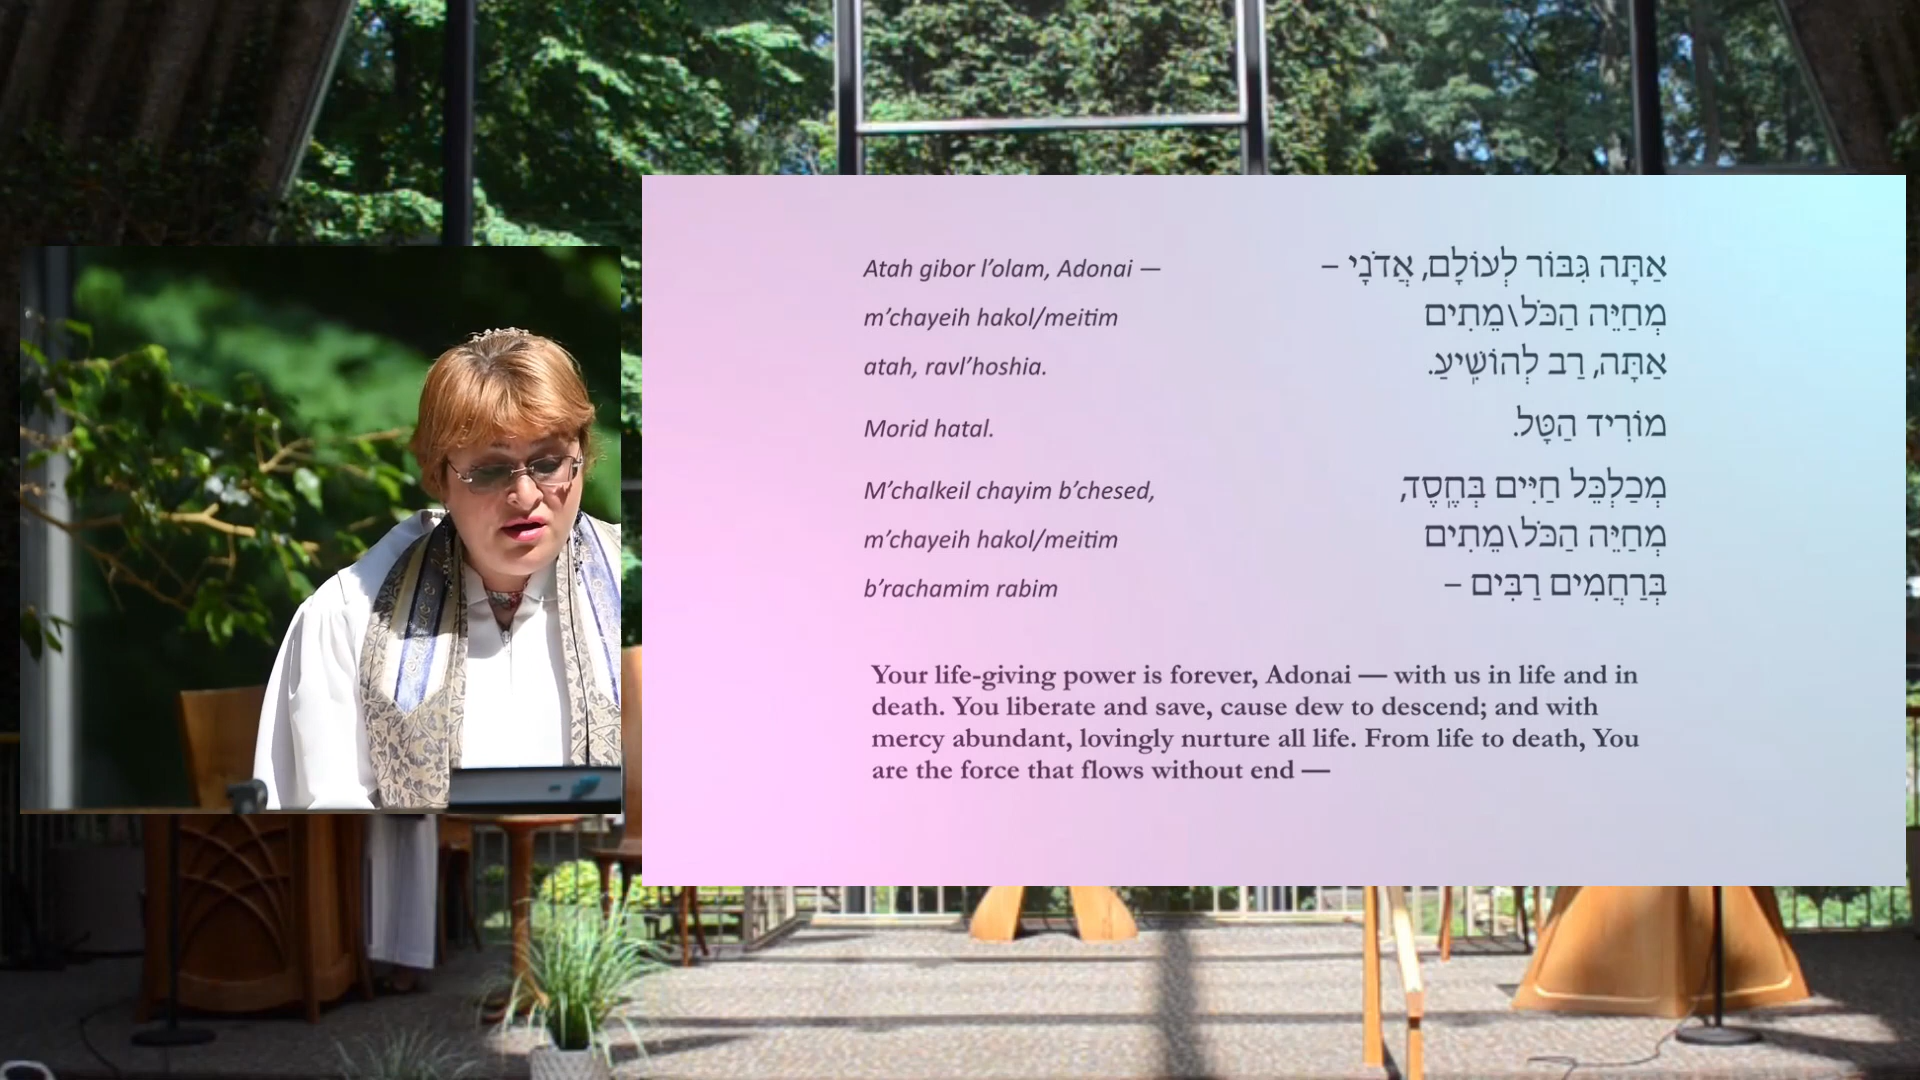 Atah gibor l’olam, Adonai —
m’chayeih hakol/meitim
atah, ravl’hoshia.
Morid hatal.
M’chalkeil chayim b’chesed,
m’chayeih hakol/meitim
b’rachamim rabim
אַתָּה גִּבּוֹר לְעוֹלָם, אֲדֹנָי –
מְחַיֵּה הַכֹּל\מֵתִים
אַתָּה, רַב לְהוֹשִֽׁיעַ.
מוֹרִיד הַטָּל.
מְכַלְכֵּל חַיִּים בְּחֶֽסֶד,
מְחַיֵּה הַכֹּל\מֵתִים
בְּרַחֲמִים רַבִּים –
Your life-giving power is forever, Adonai — with us in life and in
death. You liberate and save, cause dew to descend; and with
mercy abundant, lovingly nurture all life. From life to death, You
are the force that flows without end —